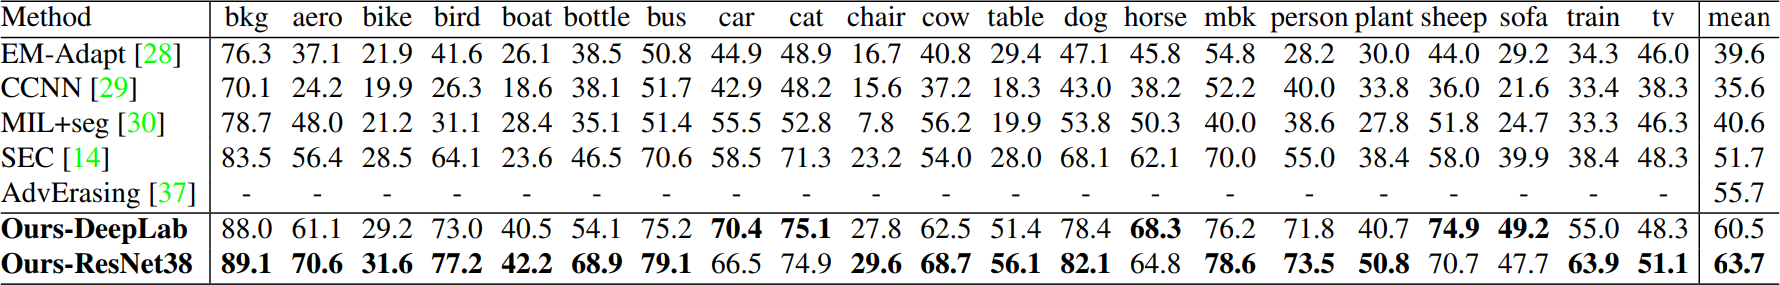 Method bkg aero bike bird boat bottle bus car cat chair cow table dog horse mbk person plant sheep sofa train tv mean
EM-Adapt [28] 76.3 37.1 21.9 41.6 26.1 38.5 50.8 44.9 48.9 16.7 40.8 29.4 47.1 45.8 54.8 28.2 30.0 44.0 29.2 34.3 46.0 39.6
CCNN [29] 70.1 24.2 19.9 26.3 18.6 38.1 51.7 42.9 48.2 15.6 37.2 18.3 43.0 38.2 52.2 40.0 33.8 36.0 21.6 33.4 38.3 35.6
MIL+seg [30] 78.7 48.0 21.2 31.1 28.4 35.1 51.4 55.5 52.8 7.8 56.2 19.9 53.8 50.3 40.0 38.6 27.8 51.8 24.7 33.3 46.3 40.6
SEC [14] 83.5 56.4 28.5 64.1 23.6 46.5 70.6 58.5 71.3 23.2 54.0 28.0 68.1 62.1 70.0 55.0 38.4 58.0 39.9 38.4 48.3 51.7
AdvErasing [37] - - - - - - - - - - - - - - - - - - - - - 55.7
Ours-DeepLab 88.0 61.1 29.2 73.0 40.5 54.1 75.2 70.4 75.1 27.8 62.5 51.4 78.4 68.3 76.2 71.8 40.7 74.9 49.2 55.0 48.3 60.5
Ours-ResNet38 89.1 70.6 31.6 77.2 42.2 68.9 79.1 66.5 74.9 29.6 68.7 56.1 82.1 64.8 78.6 73.5 50.8 70.7 47.7 63.9 51.1 63.7